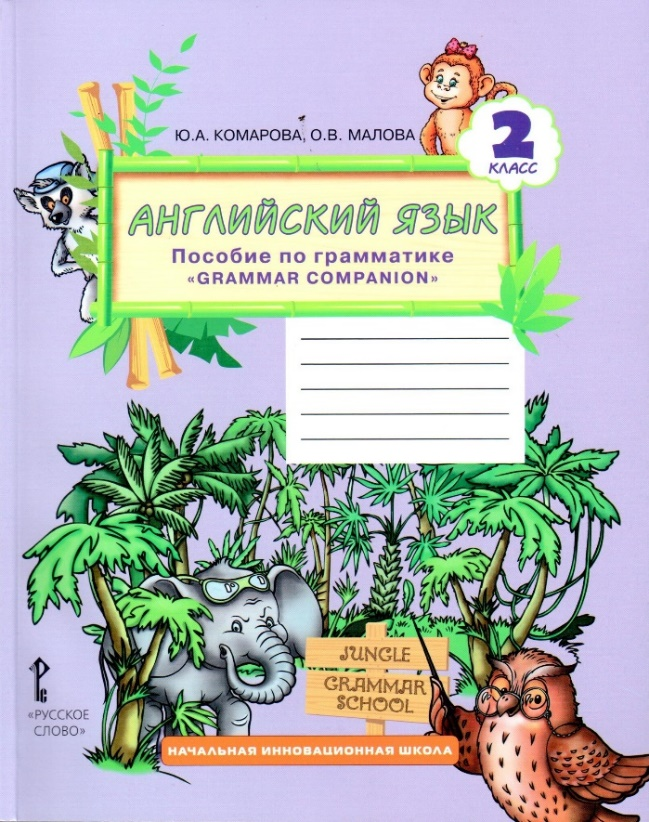 Ю.А. КОМАРОВА, О.В. МАЛОВА
2
КЛАСС
АНГЛИЙСКИЙ ЯЗЫК
Пособие по грамматике
«GRAMMAR COMPANION»
JUNGLE
GRAMMAR
SCHOOL
РС
«РУССКОЕ
СЛОВО»
НАЧАЛЬНАЯ ИННОВАЦИОННАЯ ШКОЛА